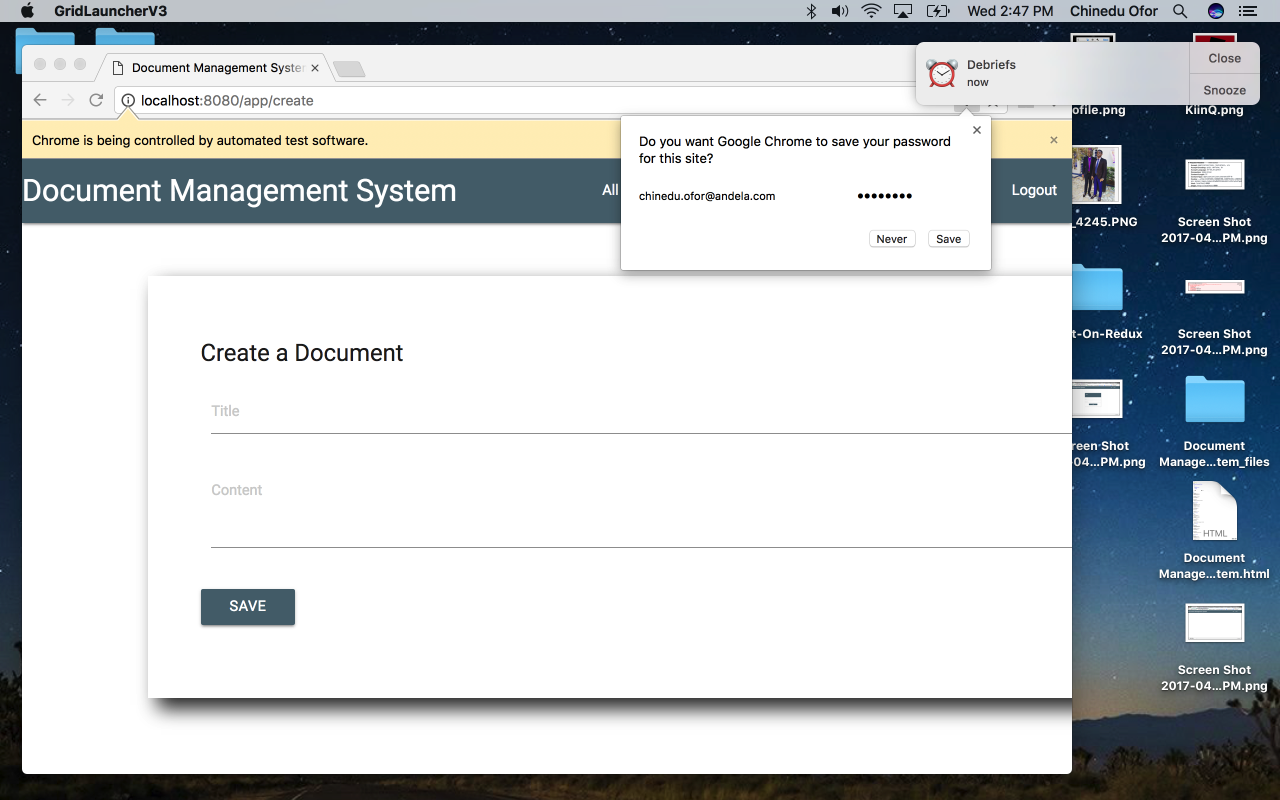 GridLauncherV3
Wed 2:47 PM
Chinedu Ofor
Document Management Syster
localhost:8080/app/create
Debriefs
now
Close
Snooze
Chrome is being controlled by automated test software.
Do you want Google Chrome to save your password
for this site?
chinedu.ofor@andela.com
••••••••
Never
Save
Document Management System
All
Logout
Create a Document
Title
Content
SAVE
ofile.png
KiinQ.png
_4245.PNG
Screen Shot
2017-04...PM.png
t-On-Redux
Screen Shot
2017-04...PM.png
reen Shot
04...PM.png
Document
Manage...tem_files
HTML
Document
Manage...tem.html
Screen Shot
2017-04...PM.png